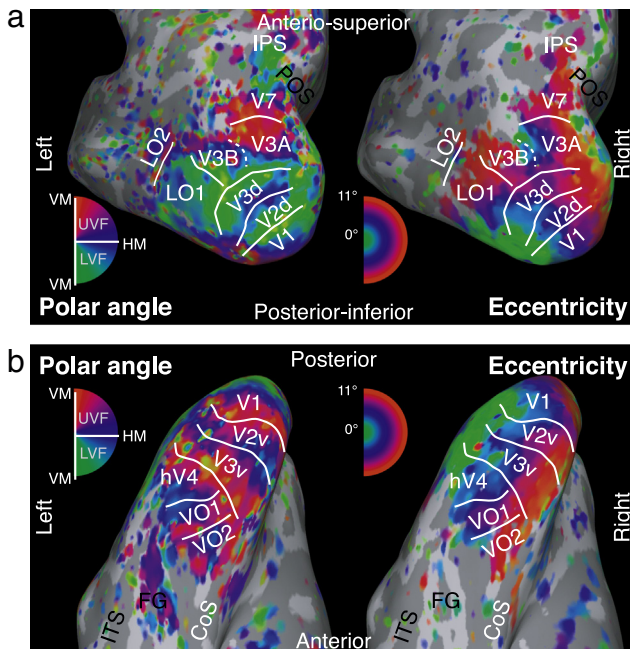 a
Anterio-superior
IPS
POS
V7
V3A
V3B
LO2
LO1
V3d
V2d
V1
Left
VM
UVF
HM
LVF
VM
Polar angle
IPS
POS
V7
V3A
V3B
LO2
LO1
V3d
V2d
V1
Right
11°
0°
Posterior-inferior
Eccentricity
b
Polar angle
Posterior
Eccentricity
VM
UVF
HM
LVF
VM
Left
V1
V2v
V3v
hV4
VO1
VO2
FG
ITS
CoS
11°
0°
V1
V2v
V3v
hV4
VO1
VO2
FG
ITS
CoS
Right
Anterior